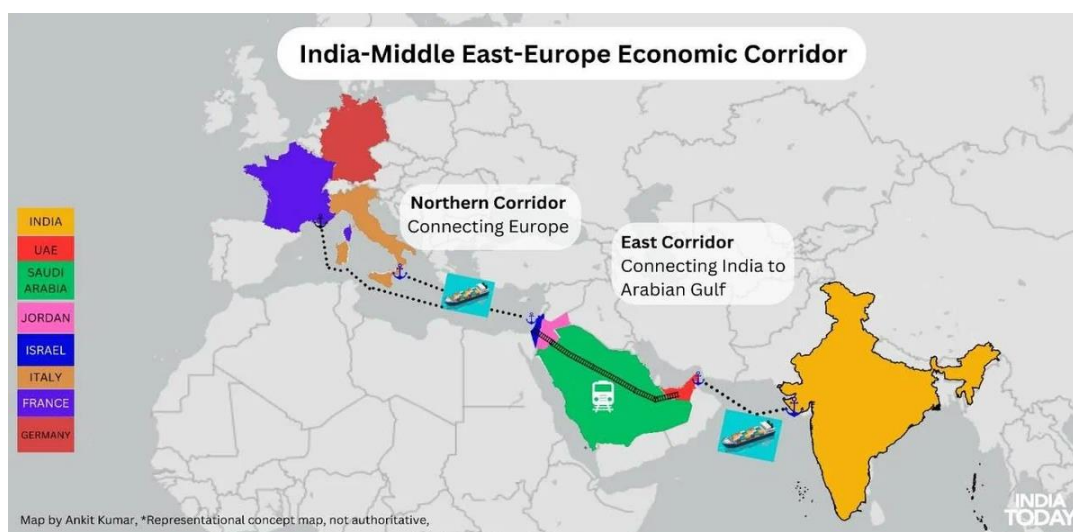 India-Middle East-Europe Economic Corridor
Northern Corridor
Connecting Europe
East Corridor
Connecting India to
Arabian Gulf
INDIA
UAE
SAUDI
ARABIA
JORDAN
ISRAEL
ITALY
FRANCE
GERMANY
Map by Ankit Kumar, *Representational concept map, not authoritative,
INDIA
TODAY